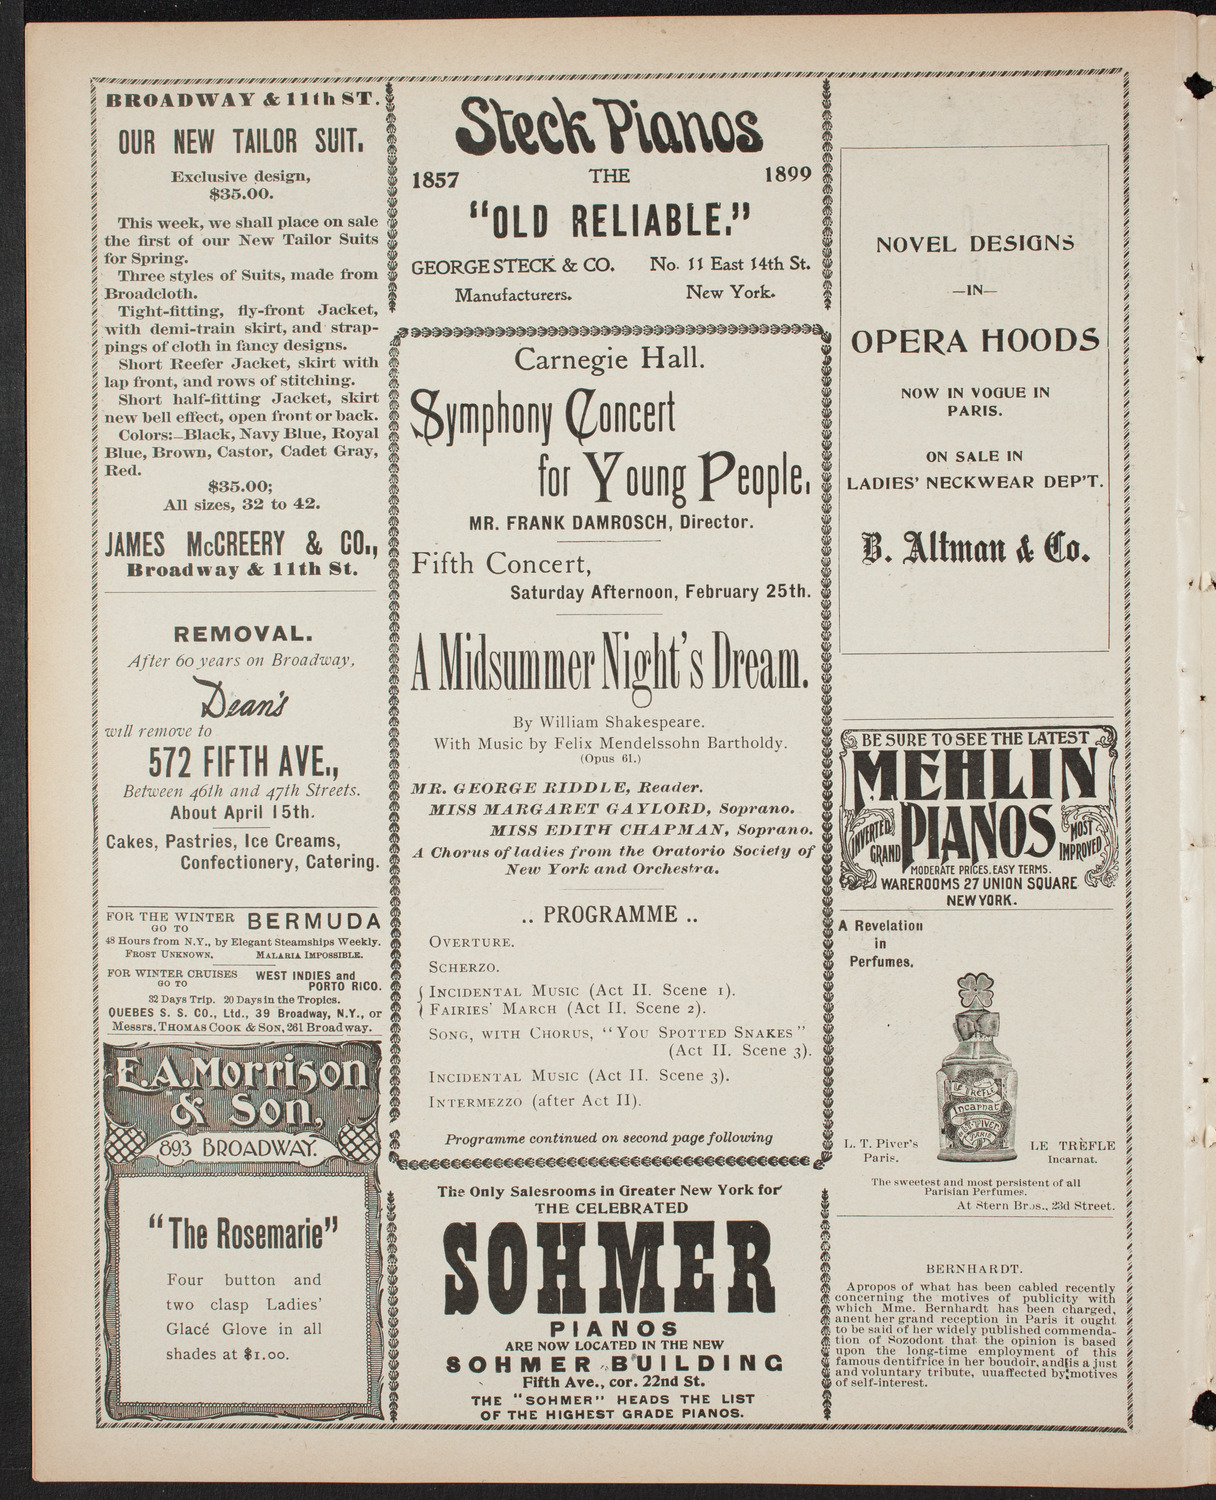 BROADWAY & 11th ST.
OUR NEW TAILOR SUIT.
Exclusive design,
$35.00.
This week, we shall place on sale
the first of our New Tailor Suits
for Spring.
Three styles of Suits, made from
Broadcloth.
Tight-fitting, fly-front Jacket,
with demi-train skirt, and strap-
pings of cloth in fancy designs.
Short Reefer Jacket, skirt with
lap front, and rows of stitching.
Short half-fitting Jacket, skirt
new bell effect, open front or back.
Colors:—Black, Navy Blue, Royal
Blue, Brown, Castor, Cadet Gray,
Red.
$35.00;
All sizes, 32 to 42.
JAMES McCREERY & CO.,
Broadway & 11th St.
REMOVAL.
After 60 years on Broadway,
Dean's
will remove to
572 FIFTH AVE.,
Between 46th and 47th Streets.
About April 15th.
Cakes, Pastries, Ice Creams,
Confectionery, Catering.
FOR THE WINTER
GO TO
BERMUDA
48 Hours from N.Y., by Elegant Steamships Weekly.
FROST UNKNOWN. MALARIA IMPOSSIBLE.
FOR WINTER CRUISES
GO TO
WEST INDIES and
PORTO RICO.
32 Days Trip. 20 Days in the Tropics.
QUEBES S. S. CO., Ltd., 39 Broadway, N.Y., or
Messrs. THOMAS COOK & SON, 261 Broadway.
E.A. Morrison
& Son,
893 BROADWAY.
"The Rosemarie"
Four button and
two clasp Ladies'
Glacé Glove in all
shades at $1.00.
Steck Pianos
1857 THE 1899
"OLD RELIABLE."
GEORGE STECK & CO. No. 11 East 14th St.
Manufacturers. New York.
Carnegie Hall.
Symphony Concert
for Young People.
MR. FRANK DAMROSCH, Director.
Fifth Concert,
Saturday Afternoon, February 25th.
A Midsummer Night's Dream.
By William Shakespeare.
With Music by Felix Mendelssohn Bartholdy.
(Opus 61.)
MR. GEORGE RIDDLE, Reader.
MISS MARGARET GAYLORD, Soprano.
MISS EDITH CHAPMAN, Soprano.
A Chorus of ladies from the Oratorio Society of
New York and Orchestra.
.. PROGRAMME ..
OVERTURE.
SCHERZO.
INCIDENTAL MUSIC (Act II. Scene 1).
FAIRIES' MARCH (Act II. Scene 2).
SONG, WITH CHORUS, "YOU SPOTTED SNAKES"
(Act II. Scene 3).
INCIDENTAL MUSIC (Act II. Scene 3).
INTERMEZZO (after Act II).
Programme continued on second page following
The Only Salesrooms in Greater New York for
THE CELEBRATED
SOHMER
PIANOS
ARE NOW LOCATED IN THE NEW
SOHMER BUILDING
Fifth Ave., cor. 22nd St.
THE "SOHMER" HEADS THE LIST
OF THE HIGHEST GRADE PIANOS.
NOVEL DESIGNS
—IN—
OPERA HOODS
NOW IN VOGUE IN
PARIS.
ON SALE IN
LADIES' NECKWEAR DEP'T.
B. Altman & Co.
BE SURE TO SEE THE LATEST
MEHLIN
INVERTED
GRAND
PIANOS
MOST
IMPROVED
MODERATE PRICES. EASY TERMS.
WAREROOMS 27 UNION SQUARE
NEW YORK.
A Revelation
in
Perfumes.
LE TREFLE
Incarnat
L.T. PIVER
PARIS
L. T. Piver's
Paris.
LE TRÈFLE
Incarnat.
The sweetest and most persistent of all
Parisian Perfumes.
At Stern Bros., 23d Street.
BERNHARDT.
Apropos of what has been cabled recently
concerning the motives of publicity with
which Mme. Bernhardt has been charged,
anent her grand reception in Paris it ought
to be said of her widely published commenda-
tion of Sozodont that the opinion is based
upon the long-time employment of this
famous dentifrice in her boudoir, and is a just
and voluntary tribute, unaffected by motives
of self-interest.